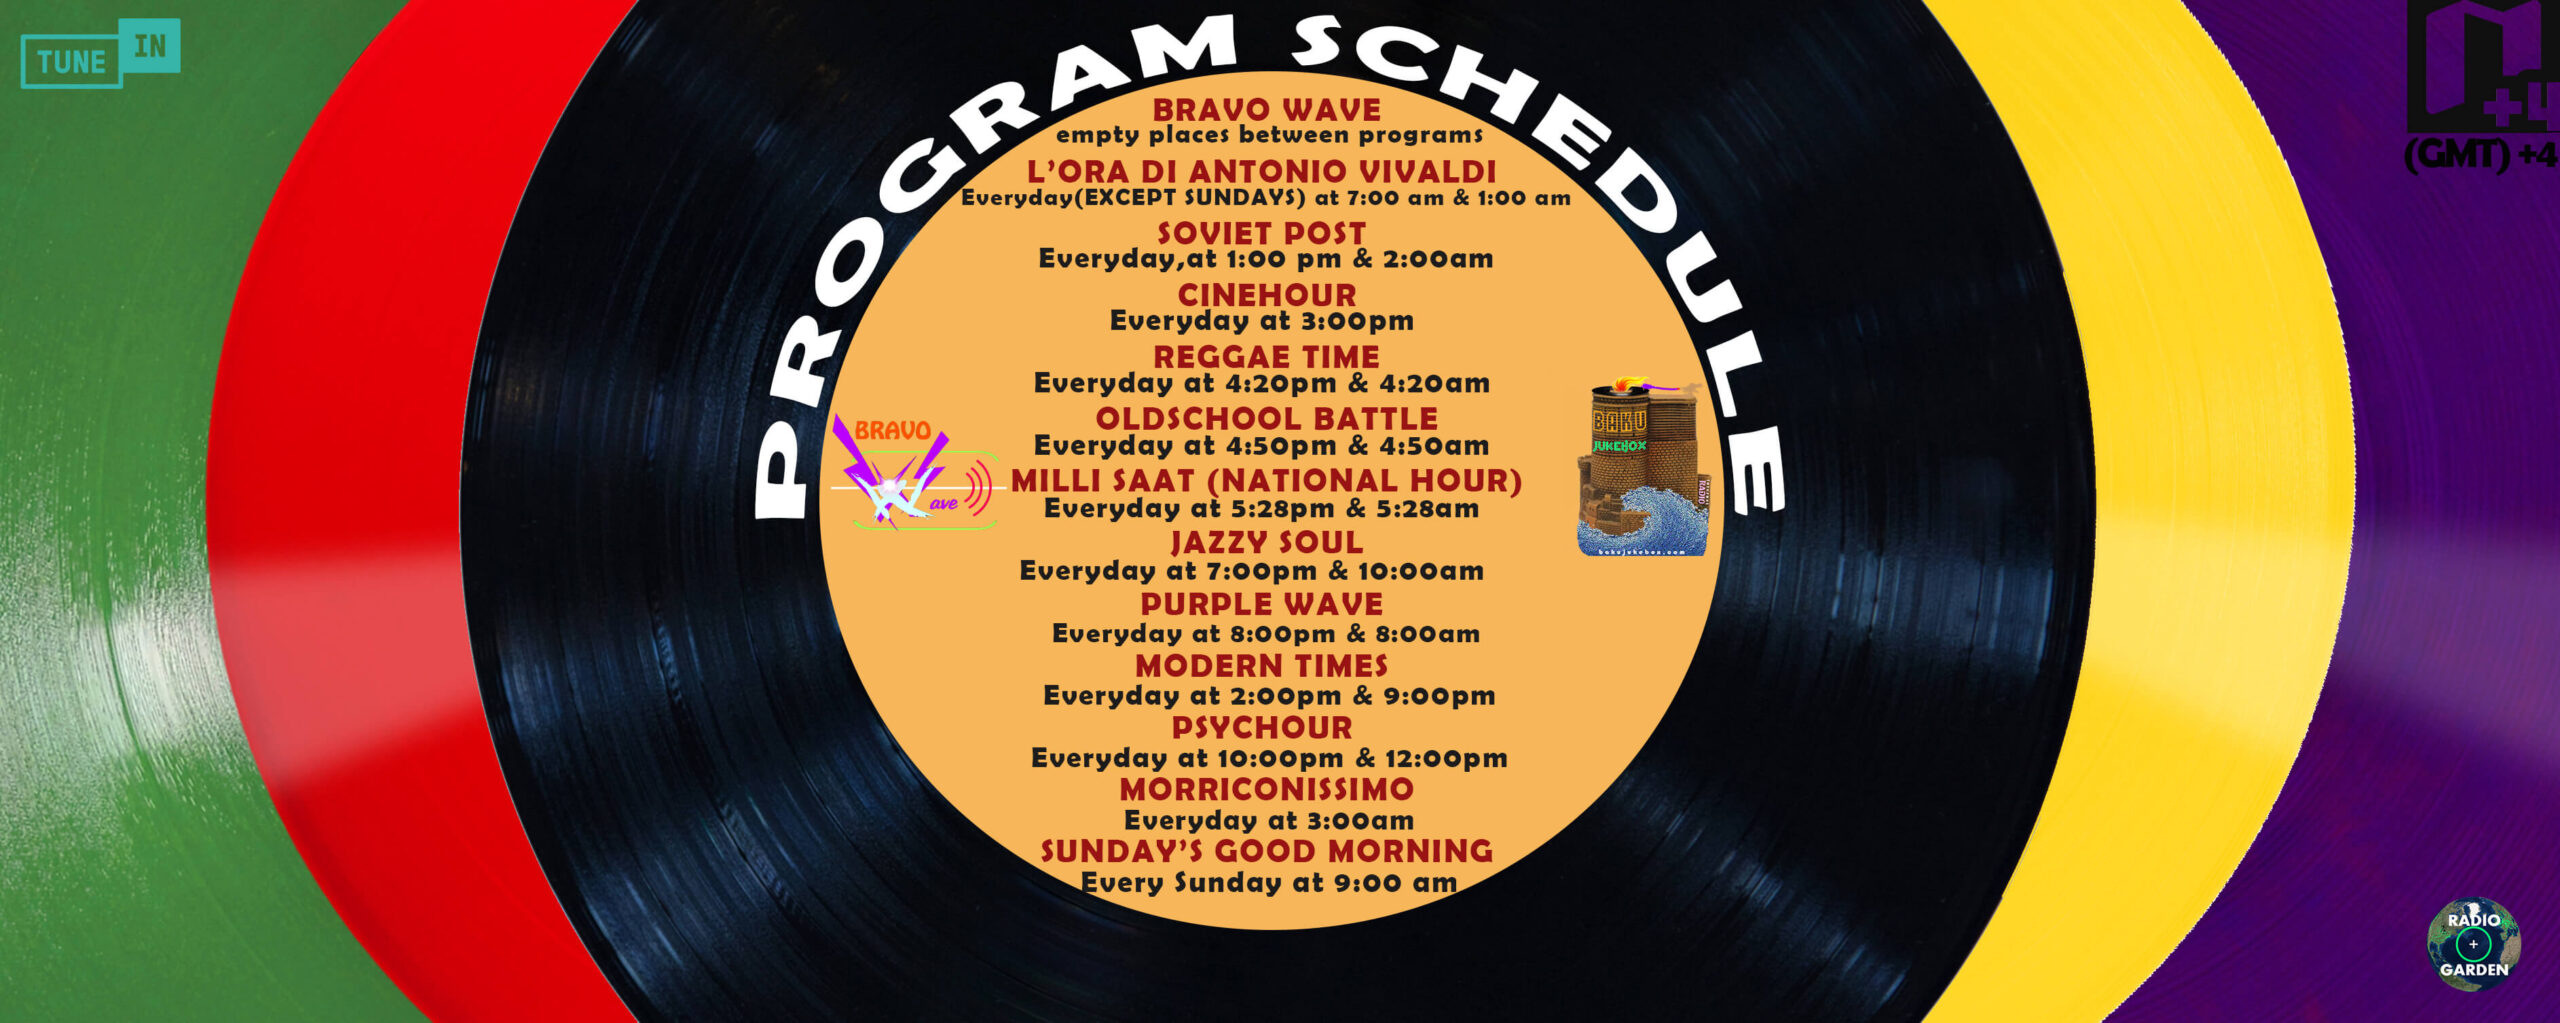 TUNE IN
+4
(GMT) +4
PROGRAM SCHEDULE
BRAVO WAVE
empty places between programs
L'ORA DI ANTONIO VIVALDI
Everyday(EXCEPT SUNDAYS) at 7:00 am & 1:00 am
SOVIET POST
Everyday,at 1:00 pm & 2:00am
CINEHOUR
Everyday at 3:00pm
REGGAE TIME
Everyday at 4:20pm & 4:20am
OLDSCHOOL BATTLE
Everyday at 4:50pm & 4:50am
MILLI SAAT (NATIONAL HOUR)
Everyday at 5:28pm & 5:28am
JAZZY SOUL
Everyday at 7:00pm & 10:00am
PURPLE WAVE
Everyday at 8:00pm & 8:00am
MODERN TIMES
Everyday at 2:00pm & 9:00pm
PSYCHOUR
Everyday at 10:00pm & 12:00pm
MORRICONISSIMO
Everyday at 3:00am
SUNDAY'S GOOD MORNING
Every Sunday at 9:00 am
BRAVO
Wave
BAKU
JUKEBOX
RADIO
bakujukebox.com
RADIO
GARDEN